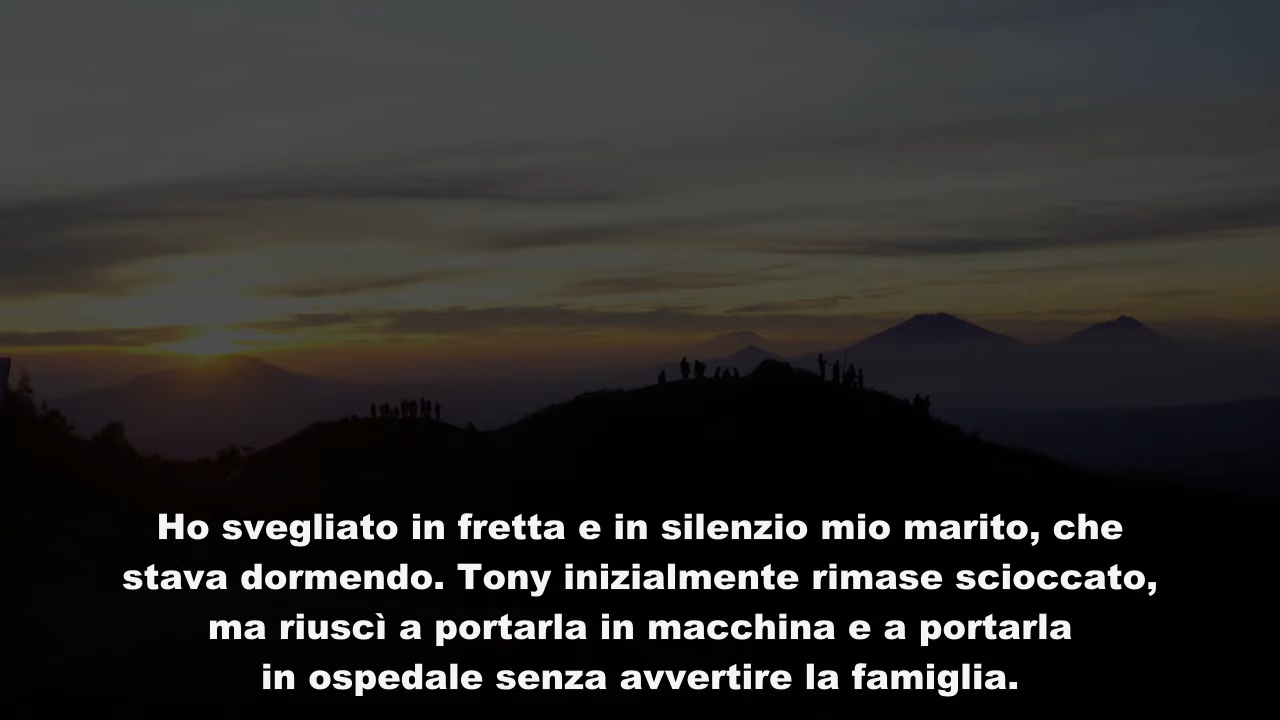 Ho svegliato in fretta e in silenzio mio marito, che
stava dormendo. Tony inizialmente rimase scioccato,
ma riuscì a portarla in macchina e a portarla
in ospedale senza avvertire la famiglia.